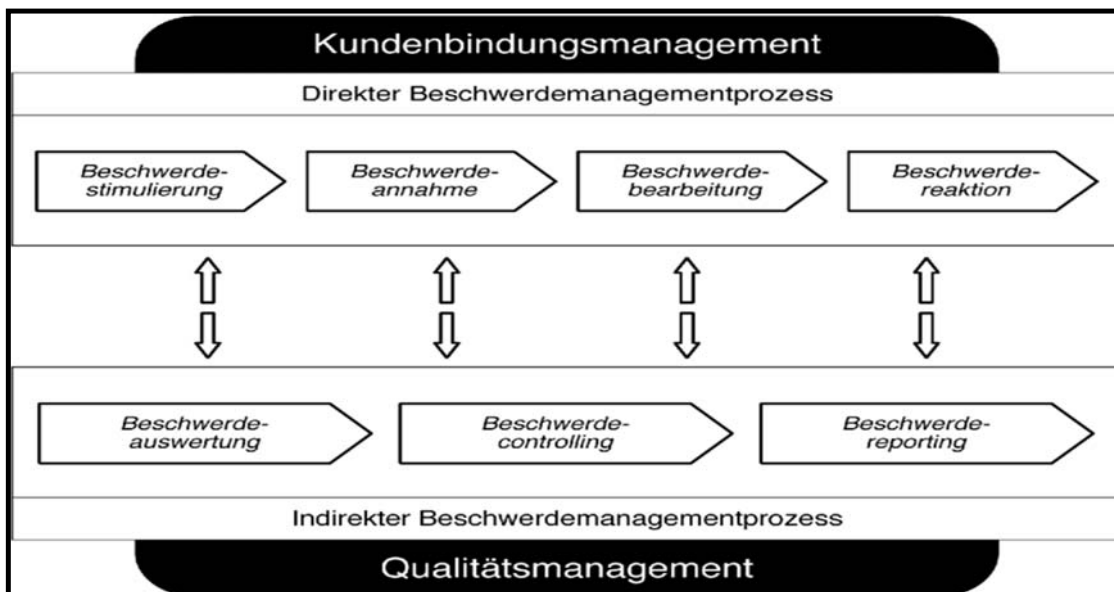 Kundenbindungsmanagement
Direkter Beschwerdemanagementprozess
Beschwerde-
stimulierung
Beschwerde-
annahme
Beschwerde-
bearbeitung
Beschwerde-
reaktion
Beschwerde-
auswertung
Beschwerde-
controlling
Beschwerde-
reporting
Indirekter Beschwerdemanagementprozess
Qualitätsmanagement